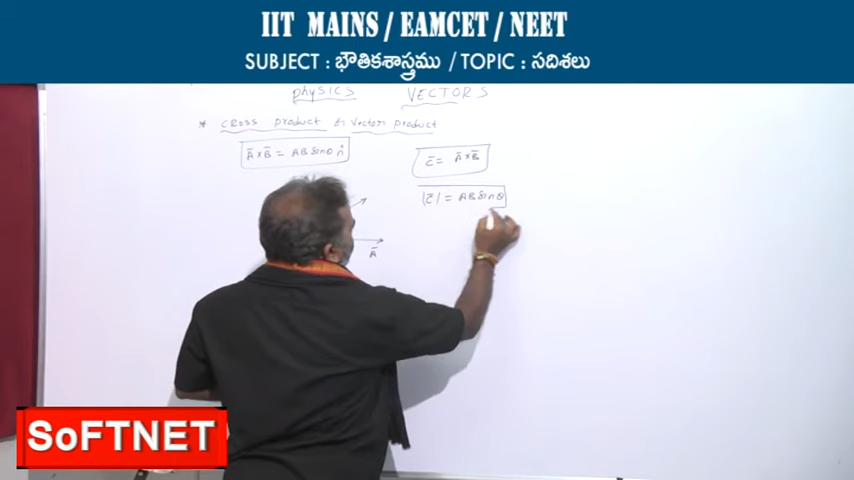 IIT MAINS / EAMCET / NEET
SUBJECT : భౌతికశాస్త్రము / TOPIC : సదిశలు
physics VECTORS
* cross product or vector product
A̅ x B̅ = AB Sinθ n̂
C̅ = A̅ x B̅
|C̅| = AB Sinθ
A̅
SoFTNET